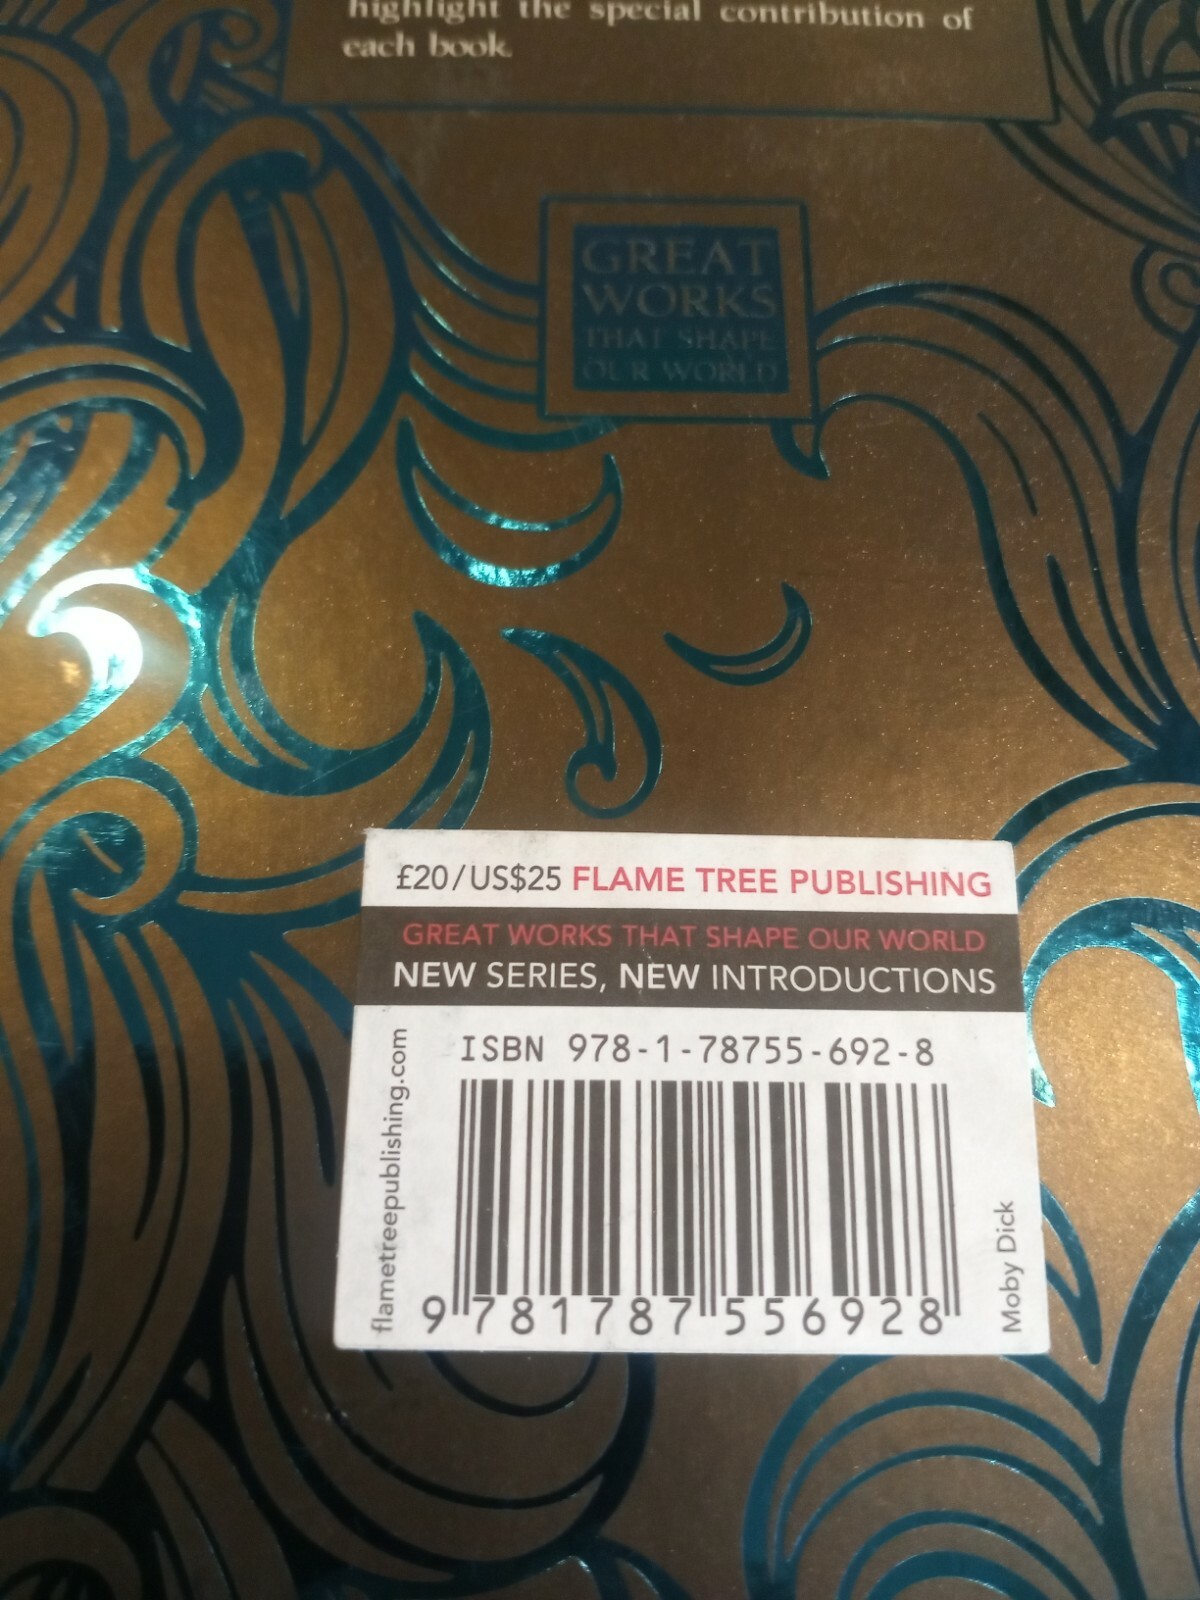 highlight the special contribution of
each book.
GREAT
WORKS
THAT SHAPE
OUR WORLD
£20/US$25 FLAME TREE PUBLISHING
GREAT WORKS THAT SHAPE OUR WORLD
NEW SERIES, NEW INTRODUCTIONS
ISBN 978-1-78755-692-8
flametreepublishing.com
9 781787 556928
Moby Dick